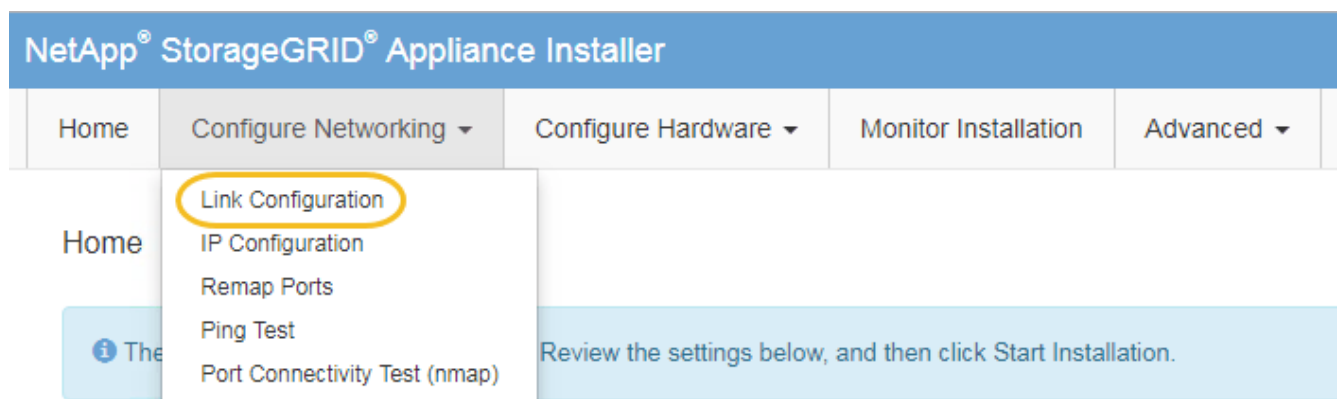 NetApp® StorageGRID® Appliance Installer
Home Configure Networking Configure Hardware Monitor Installation Advanced
Link Configuration
Home
IP Configuration
Remap Ports
Ping Test
Port Connectivity Test (nmap)
The Review the settings below, and then click Start Installation.